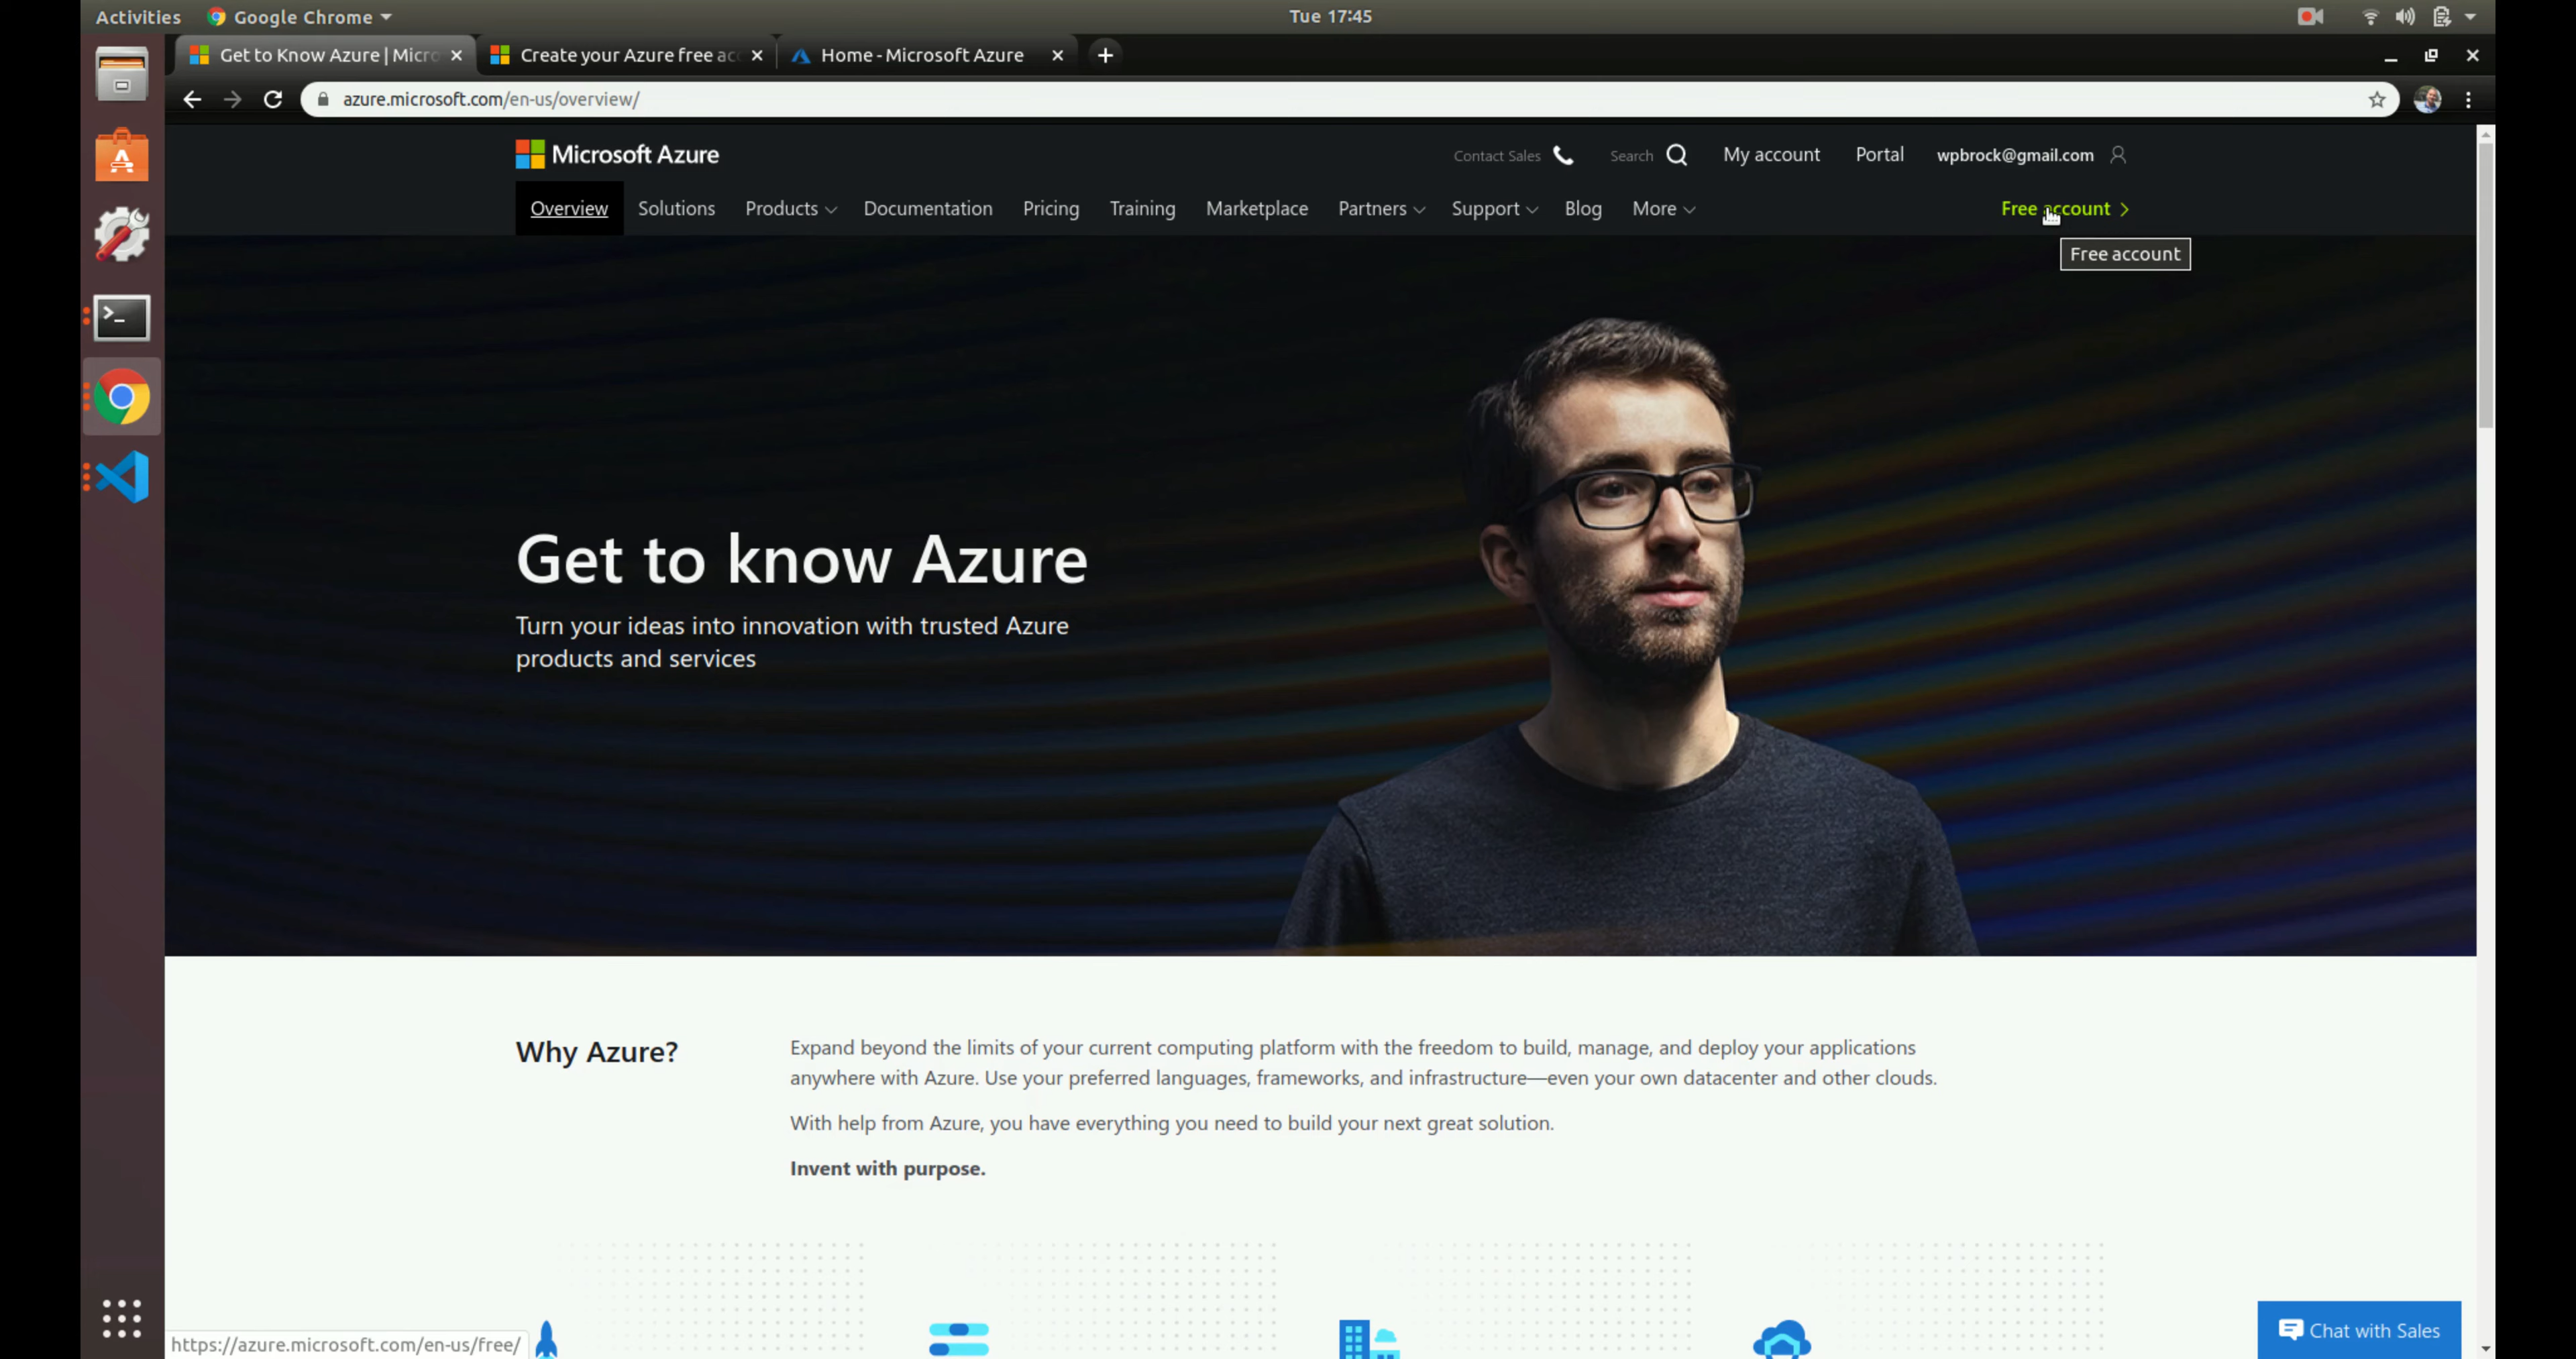 Activities
Google Chrome
Tue 17:45
Get to Know Azure | Micro
Create your Azure free acc
Home - Microsoft Azure
azure.microsoft.com/en-us/overview/
Microsoft Azure
Contact Sales
Search
My account
Portal
wpbrock@gmail.com
Overview
Solutions
Products
Documentation
Pricing
Training
Marketplace
Partners
Support
Blog
More
Free account
Free account
Get to know Azure
Turn your ideas into innovation with trusted Azure
products and services
Why Azure?
Expand beyond the limits of your current computing platform with the freedom to build, manage, and deploy your applications
anywhere with Azure. Use your preferred languages, frameworks, and infrastructure—even your own datacenter and other clouds.
With help from Azure, you have everything you need to build your next great solution.
Invent with purpose.
https://azure.microsoft.com/en-us/free/
Chat with Sales